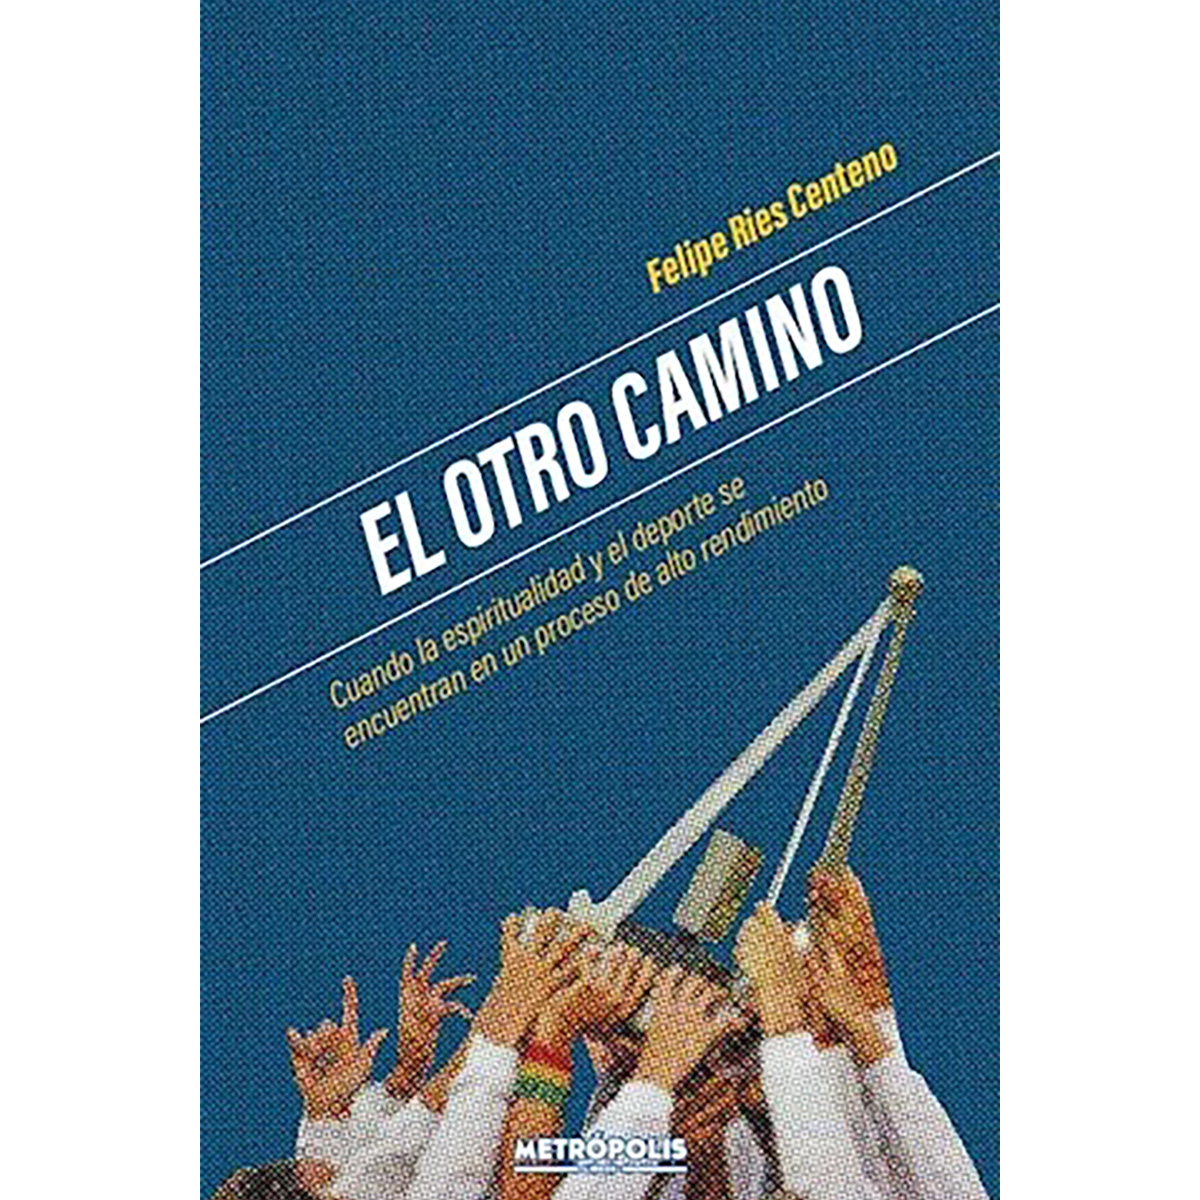 Felipe Ries Centeno
EL OTRO CAMINO
Cuando la espiritualidad y el deporte se
encuentran en un proceso de alto rendimiento
METRÓPOLIS